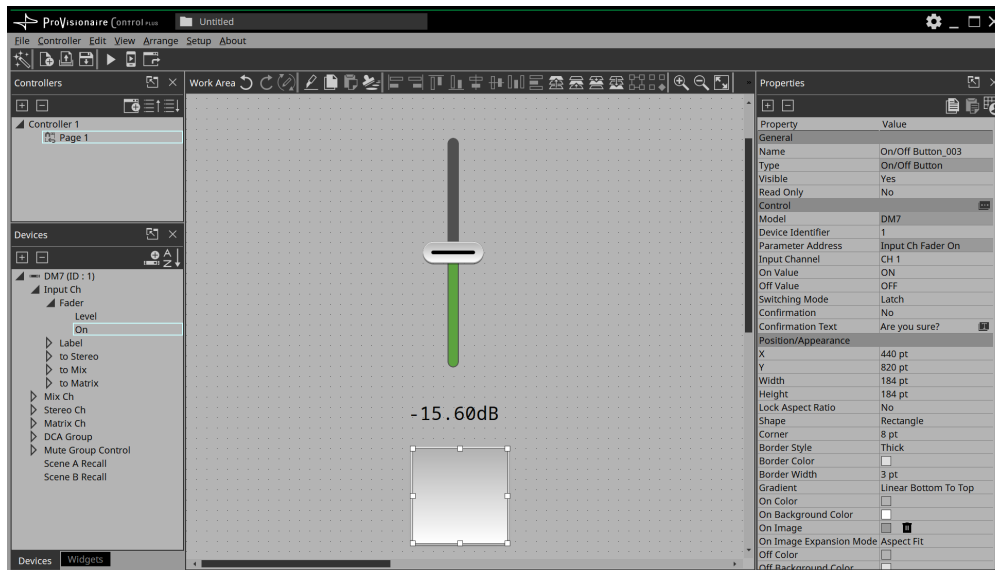 ProVisionaire Control PLUS
Untitled
File Controller Edit View Arrange Setup About
Controllers
Controller 1
Page 1
Devices
A
Z
DM7 (ID : 1)
Input Ch
Fader
Level
On
Label
to Stereo
to Mix
to Matrix
Mix Ch
Stereo Ch
Matrix Ch
DCA Group
Mute Group Control
Scene A Recall
Scene B Recall
Devices Widgets
Work Area
-15.60dB
Properties
Property Value
General
Name On/Off Button_003
Type On/Off Button
Visible Yes
Read Only No
Control
Model DM7
Device Identifier 1
Parameter Address Input Ch Fader On
Input Channel CH 1
On Value ON
Off Value OFF
Switching Mode Latch
Confirmation No
Confirmation Text Are you sure?
Position/Appearance
X 440 pt
Y 820 pt
Width 184 pt
Height 184 pt
Lock Aspect Ratio No
Shape Rectangle
Corner 8 pt
Border Style Thick
Border Color
Border Width 3 pt
Gradient Linear Bottom To Top
On Color
On Background Color
On Image
On Image Expansion Mode Aspect Fit
Off Color
Off Background Color